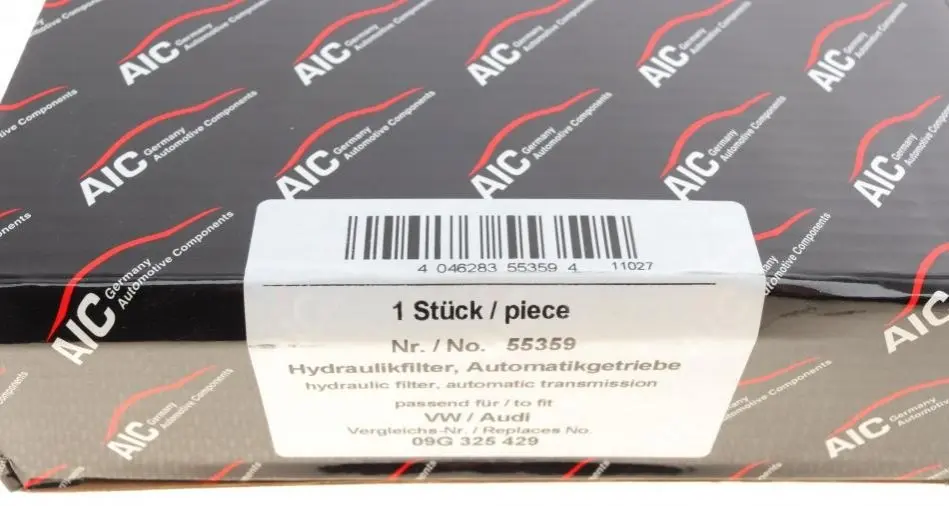 AIC Germany Automotive Components
4 046283 55359 4 11027
1 Stück / piece
Nr. / No. 55359
Hydraulikfilter, Automatikgetriebe
hydraulic filter, automatic transmission
passend für / to fit
VW / Audi
Vergleichs-Nr. / Replaces No.
09G 325 429